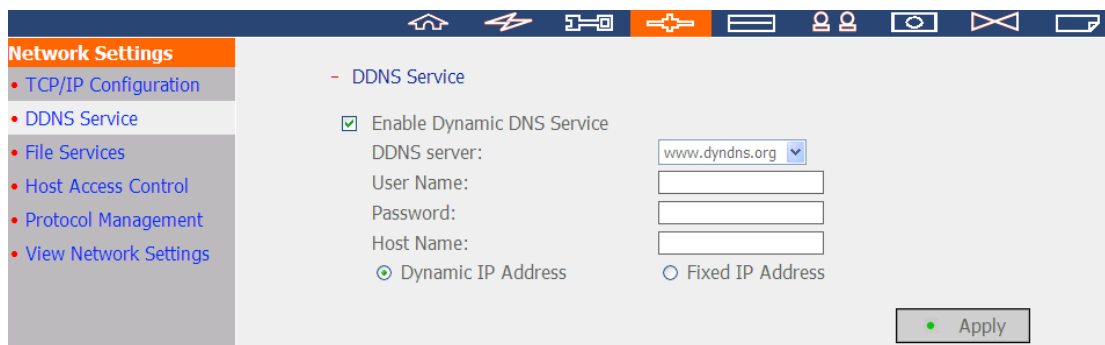 Network Settings
• TCP/IP Configuration
• DDNS Service
• File Services
• Host Access Control
• Protocol Management
• View Network Settings
– DDNS Service
Enable Dynamic DNS Service
DDNS server: www.dyndns.org
User Name:
Password:
Host Name:
Dynamic IP Address Fixed IP Address
• Apply